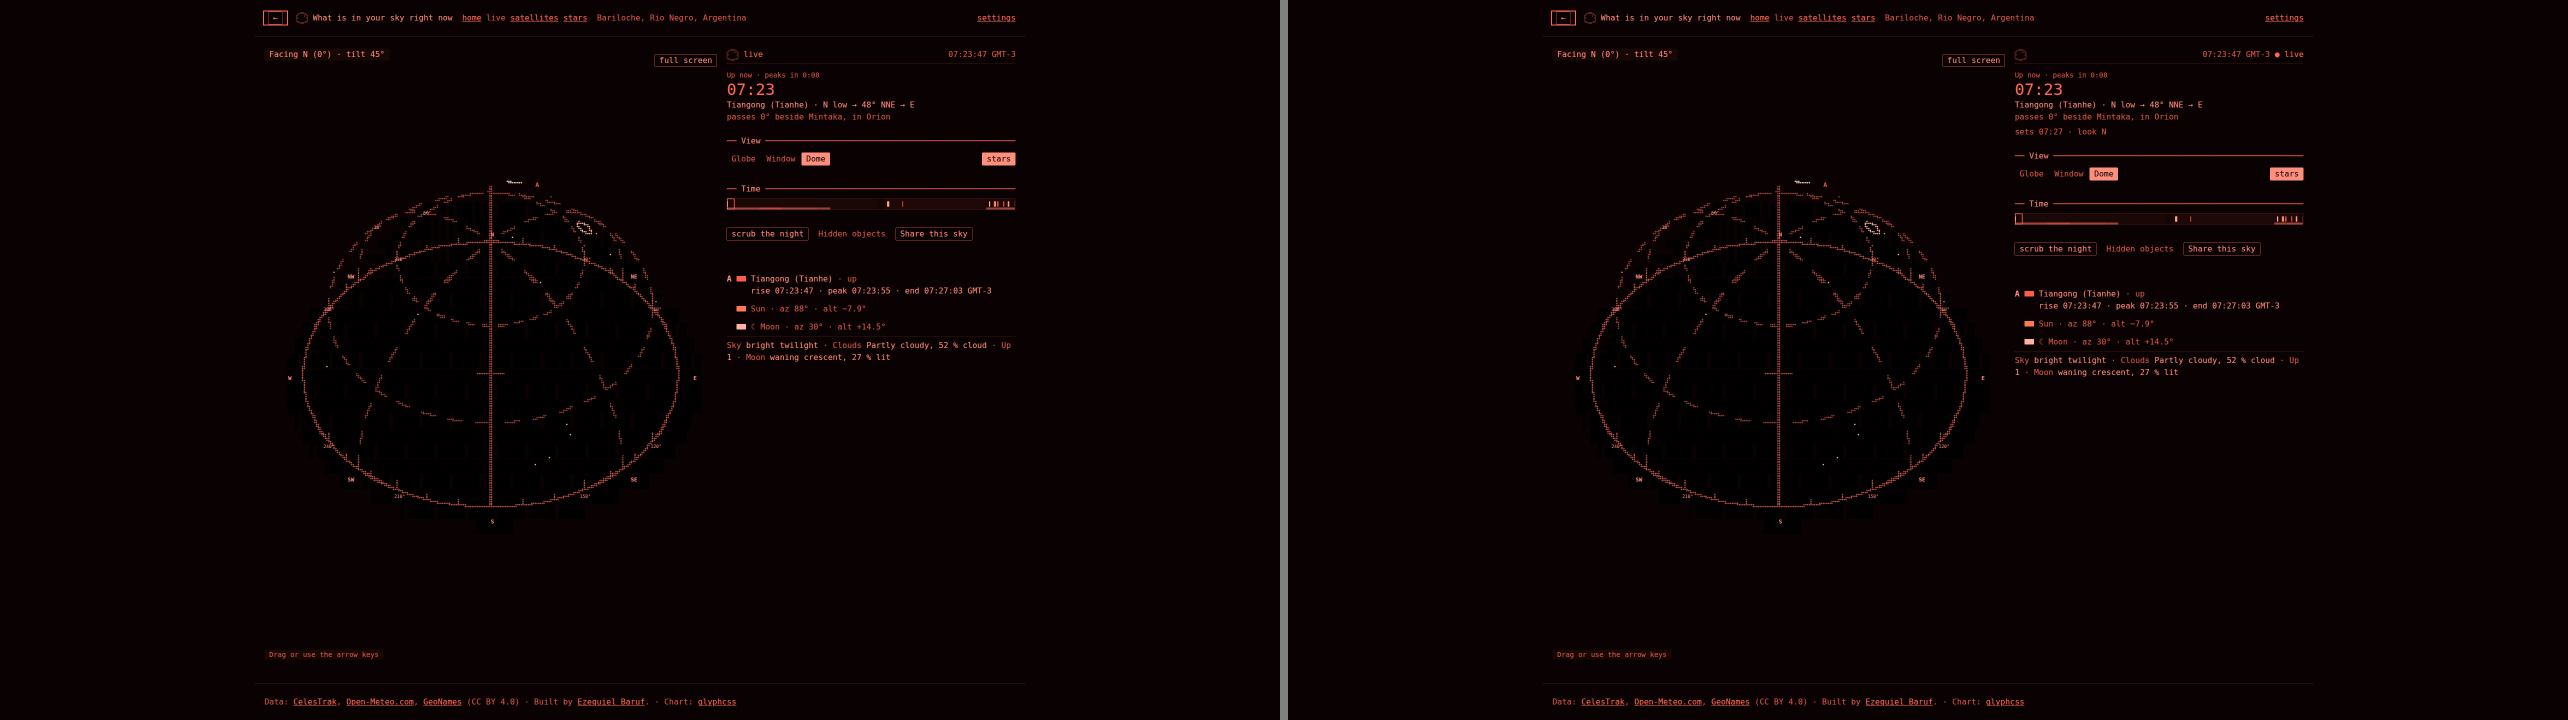 ← What is in your sky right now home live satellites stars Bariloche, Rio Negro, Argentina settings
Facing N (0°) · tilt 45°
full screen
live 07:23:47 GMT-3
Up now · peaks in 0:08
07:23
Tiangong (Tianhe) · N low → 48° NNE → E
passes 0° beside Mintaka, in Orion
View
Globe Window Dome stars
Time
scrub the night Hidden objects Share this sky
A Tiangong (Tianhe) · up
rise 07:23:47 · peak 07:23:55 · end 07:27:03 GMT-3
Sun · az 88° · alt −7.9°
☾ Moon · az 30° · alt +14.5°
Sky bright twilight · Clouds Partly cloudy, 52 % cloud · Up
1 · Moon waning crescent, 27 % lit
A
N
NW
NE
W
E
240°
120°
SW
SE
210°
150°
S
Drag or use the arrow keys
Data: CelesTrak, Open-Meteo.com, GeoNames (CC BY 4.0) · Built by Ezequiel Baruf. · Chart: glyphcss
← What is in your sky right now home live satellites stars Bariloche, Rio Negro, Argentina settings
Facing N (0°) · tilt 45°
full screen
07:23:47 GMT-3 ● live
Up now · peaks in 0:08
07:23
Tiangong (Tianhe) · N low → 48° NNE → E
passes 0° beside Mintaka, in Orion
sets 07:27 · look N
View
Globe Window Dome stars
Time
scrub the night Hidden objects Share this sky
A Tiangong (Tianhe) · up
rise 07:23:47 · peak 07:23:55 · end 07:27:03 GMT-3
Sun · az 88° · alt −7.9°
☾ Moon · az 30° · alt +14.5°
Sky bright twilight · Clouds Partly cloudy, 52 % cloud · Up
1 · Moon waning crescent, 27 % lit
A
N
NW
NE
W
E
240°
120°
SW
SE
210°
150°
S
Drag or use the arrow keys
Data: CelesTrak, Open-Meteo.com, GeoNames (CC BY 4.0) · Built by Ezequiel Baruf. · Chart: glyphcss